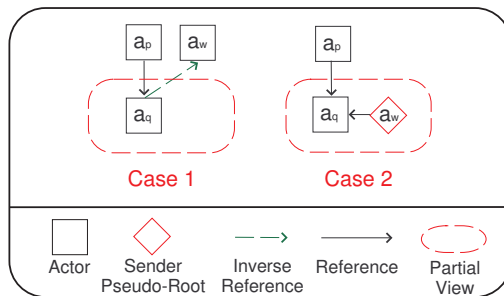 ap aw ap
aq aq aw
Case 1 Case 2
Actor Sender Inverse Reference Partial
Pseudo-Root Reference View